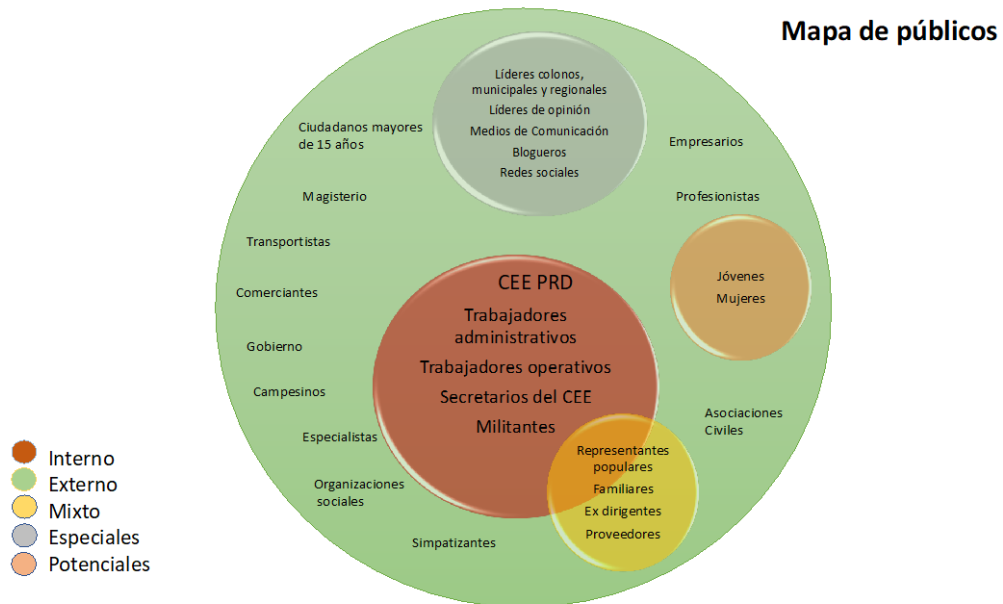 Mapa de públicos
Líderes colonos,
municipales y regionales
Líderes de opinión
Medios de Comunicación
Blogueros
Redes sociales
Ciudadanos mayores
de 15 años
Magisterio
Transportistas
Comerciantes
Gobierno
Campesinos
Especialistas
Organizaciones
sociales
Simpatizantes
Empresarios
Profesionistas
Jóvenes
Mujeres
Asociaciones
Civiles
CEE PRD
Trabajadores
administrativos
Trabajadores operativos
Secretarios del CEE
Militantes
Representantes
populares
Familiares
Ex dirigentes
Proveedores
Interno
Externo
Mixto
Especiales
Potenciales